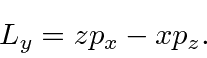 $L_y = zp_x - xp_z.$